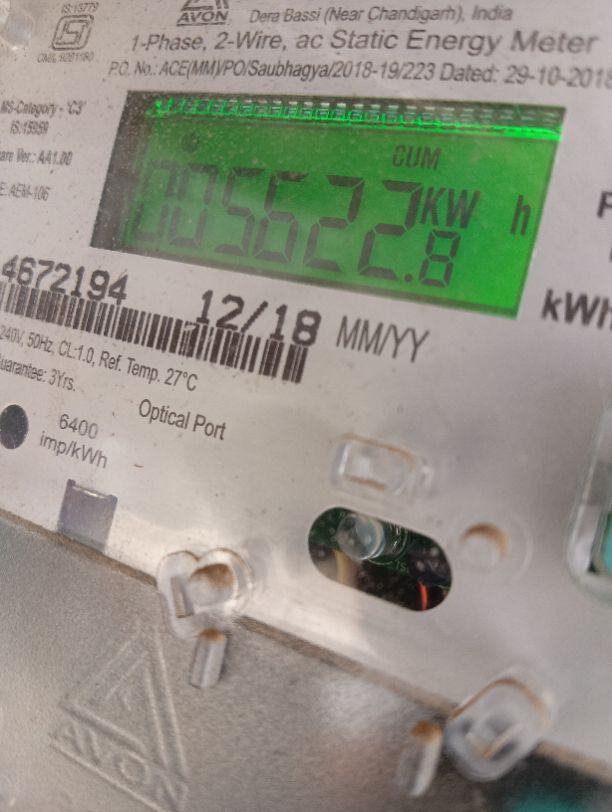 IS:13779
AVON
Dera Bassi (Near Chandigarh), India
1-Phase, 2-Wire, ac Static Energy Meter
P.O. No.: ACE(MM)/PO/Saubhagya/2018-19/223 Dated: 29-10-2018
MS-Category - 'C3'
IS:15959
Ver.: AA1.00
AEM-106
CUM
005622.8 KW h
kWh
4672194 12/18 MM/YY
240V, 50Hz, CL:1.0, Ref. Temp. 27°C
Guarantee: 3Yrs.
Optical Port
6400
imp/kWh
AVON